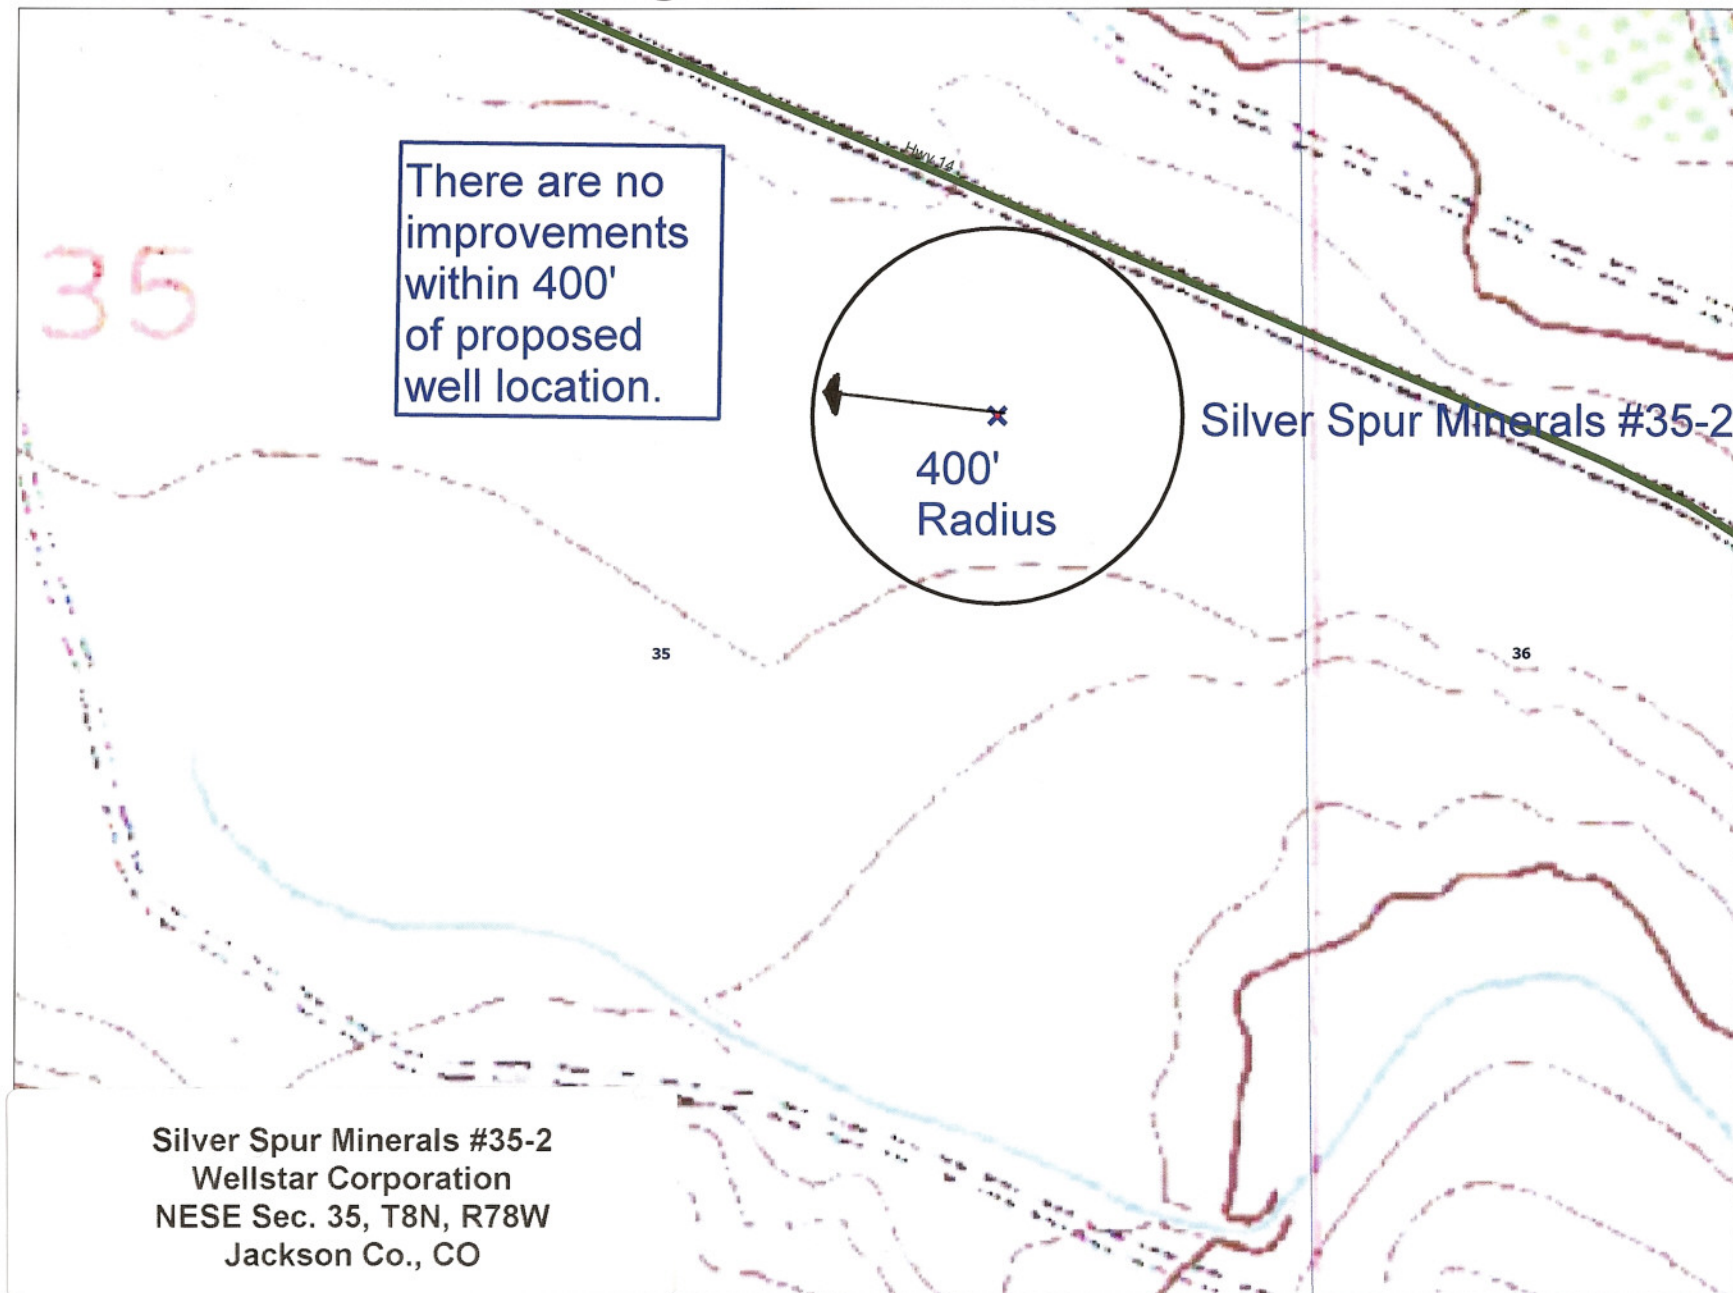 Hwy 14
There are no
improvements
within 400'
of proposed
well location.
35
Silver Spur Minerals #35-2
400'
Radius
35
36
Silver Spur Minerals #35-2
Wellstar Corporation
NESE Sec. 35, T8N, R78W
Jackson Co., CO